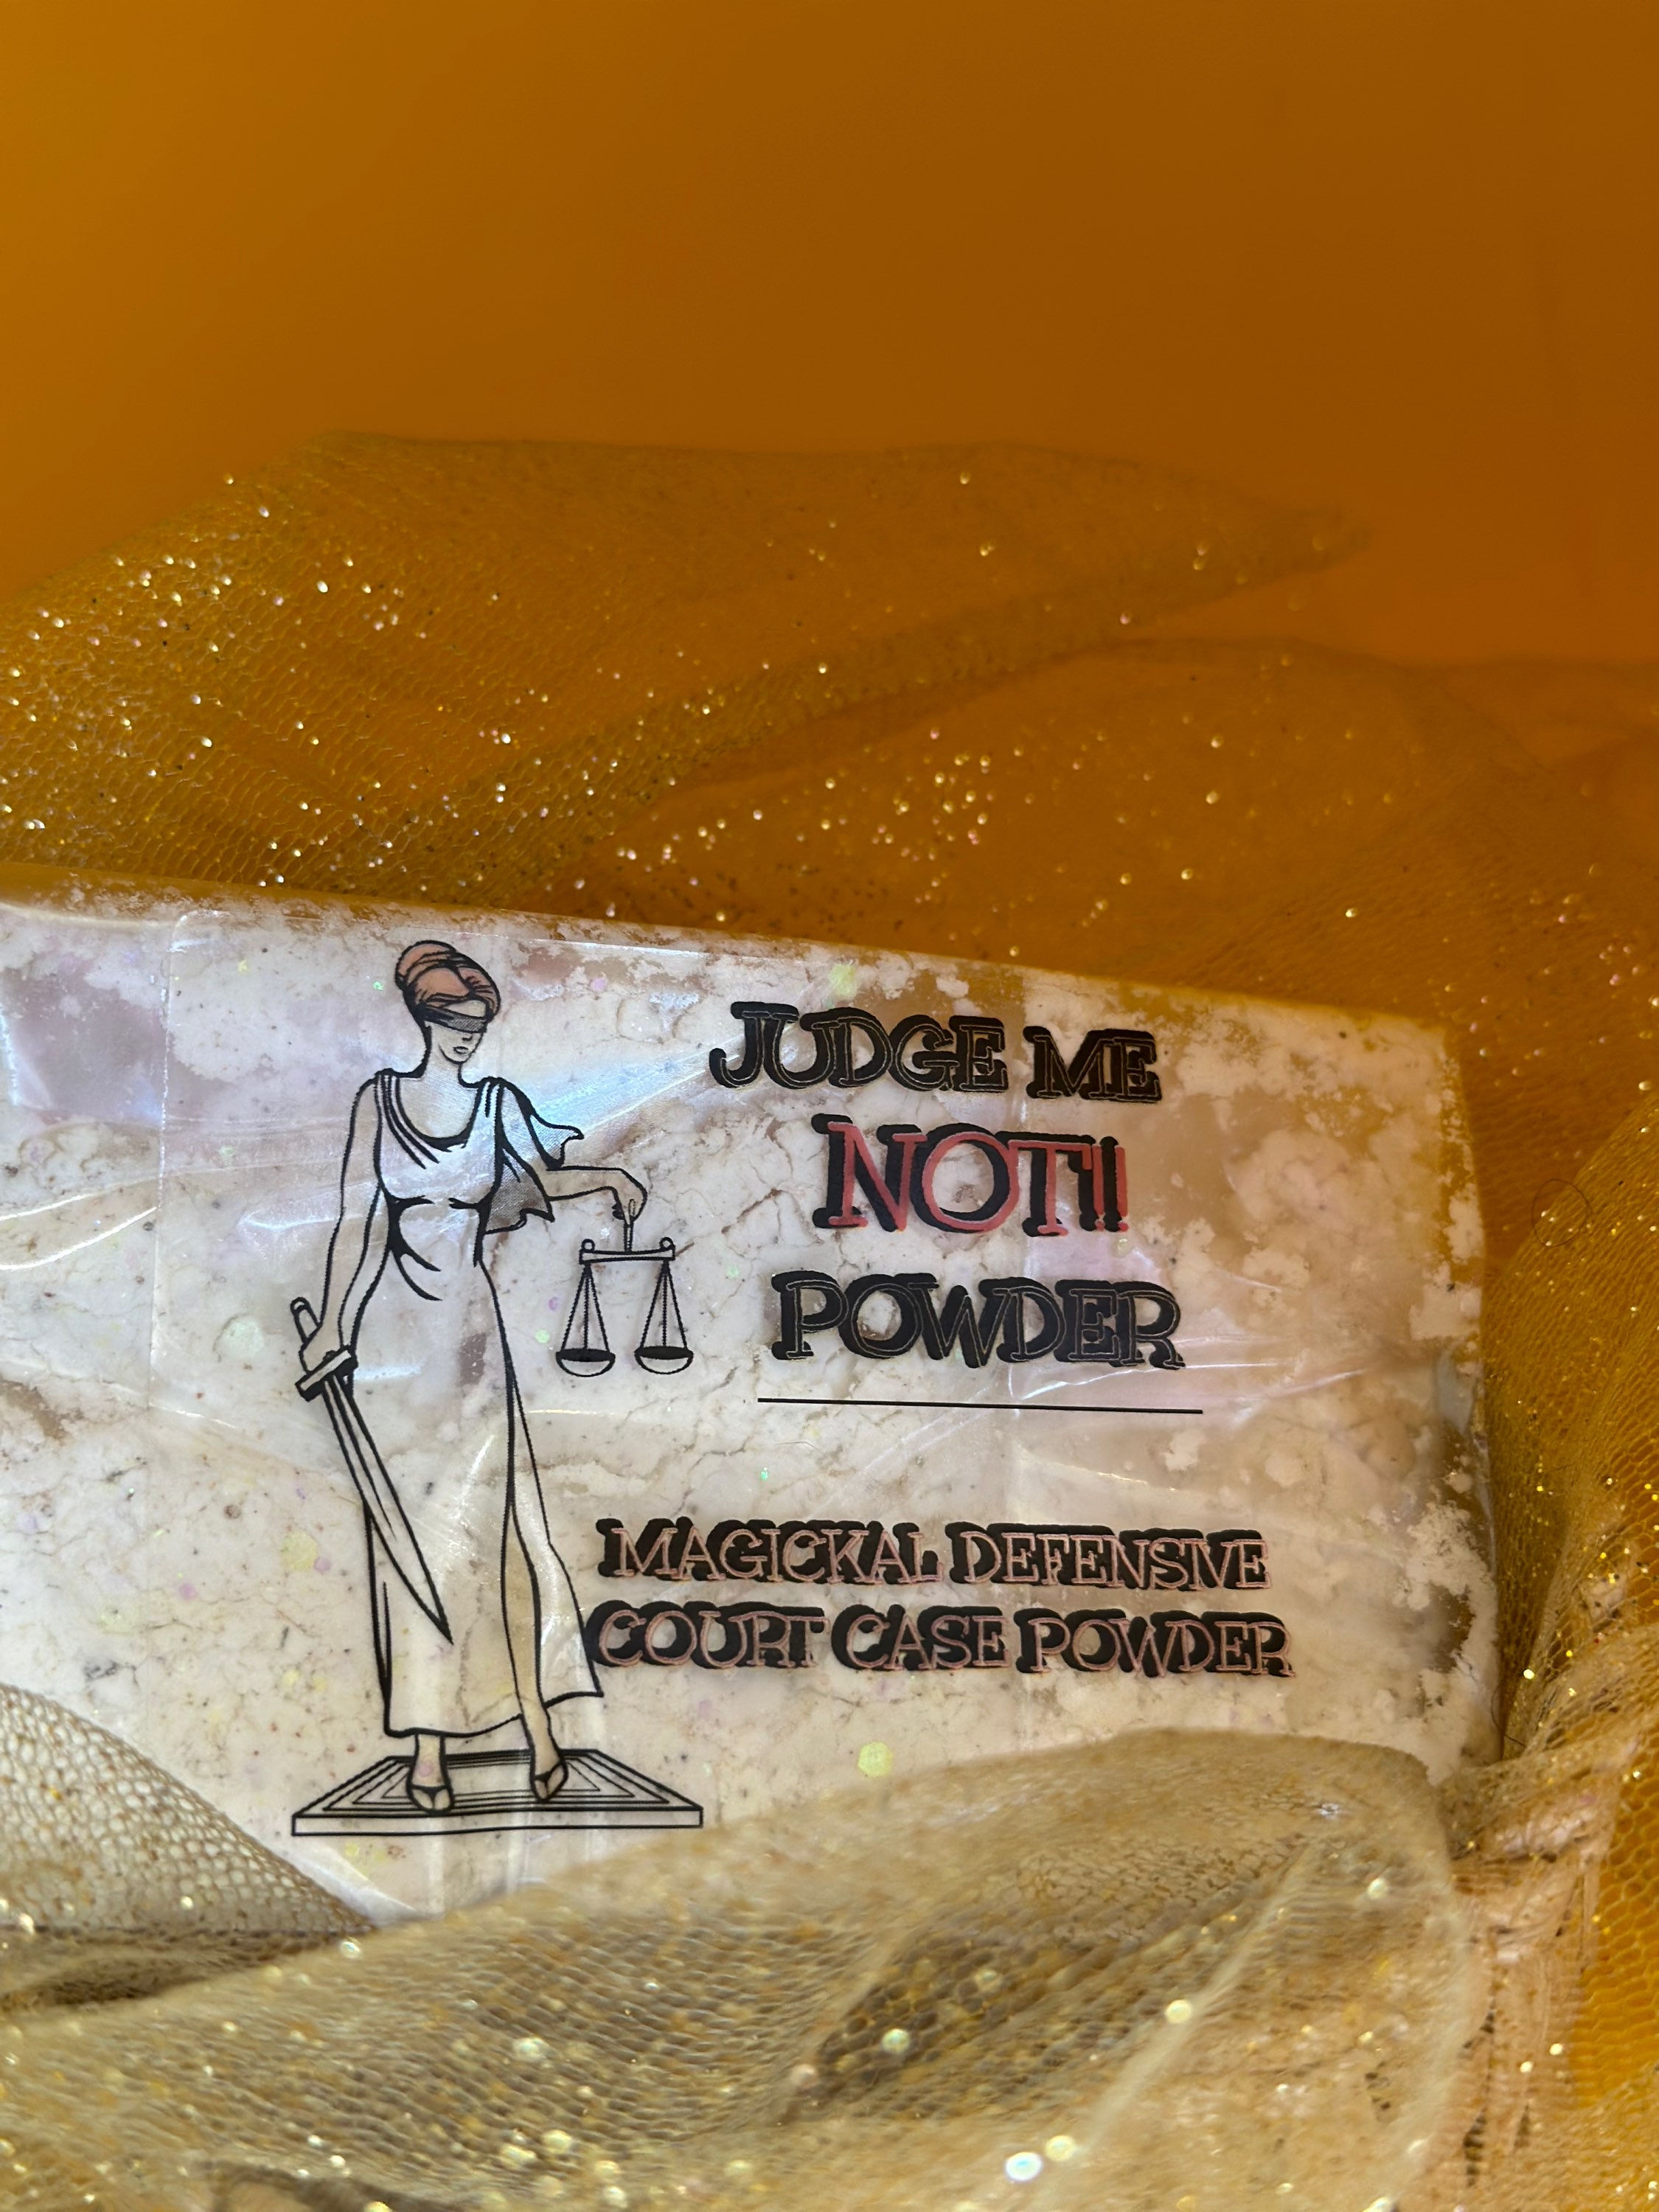 JUDGE ME
NOT!!
POWDER
MAGICKAL DEFENSIVE
COURT CASE POWDER